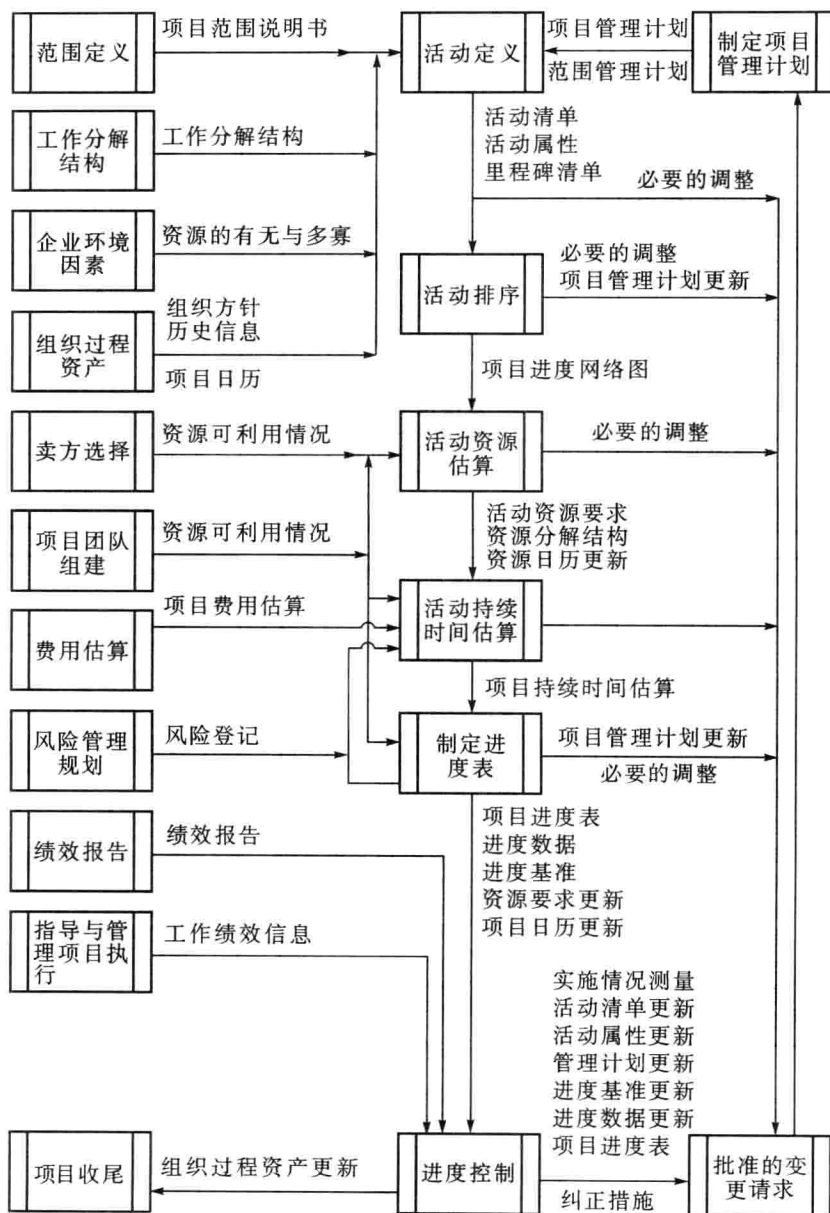 范围定义
项目范围说明书
活动定义
项目管理计划
范围管理计划
制定项目
管理计划
工作分解
结构
工作分解结构
活动清单
活动属性
里程碑清单
必要的调整
企业环境
因素
资源的有无与多寡
活动排序
必要的调整
项目管理计划更新
组织过程
资产
组织方针
历史信息
项目日历
项目进度网络图
卖方选择
资源可利用情况
活动资源
估算
必要的调整
项目团队
组建
资源可利用情况
活动资源要求
资源分解结构
资源日历更新
费用估算
项目费用估算
活动持续
时间估算
项目持续时间估算
风险管理
规划
风险登记
制定进
度表
项目管理计划更新
必要的调整
绩效报告
绩效报告
项目进度表
进度数据
进度基准
资源要求更新
项目日历更新
指导与管
理项目执
行
工作绩效信息
实施情况测量
活动清单更新
活动属性更新
管理计划更新
进度基准更新
进度数据更新
项目进度表
项目收尾
组织过程资产更新
进度控制
纠正措施
批准的变
更请求